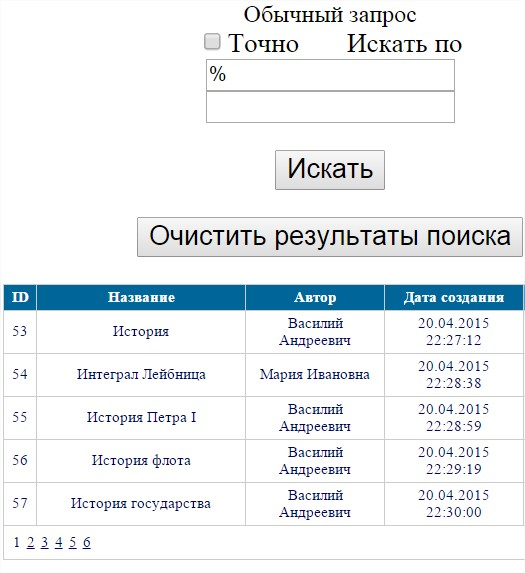 Обычный запрос
Точно Искать по
%
Искать
Очистить результаты поиска
ID Название Автор Дата создания
53 История Василий Андреевич 20.04.2015 22:27:12
54 Интеграл Лейбница Мария Ивановна 20.04.2015 22:28:38
55 История Петра I Василий Андреевич 20.04.2015 22:28:59
56 История флота Василий Андреевич 20.04.2015 22:29:19
57 История государства Василий Андреевич 20.04.2015 22:30:00
1 2 3 4 5 6